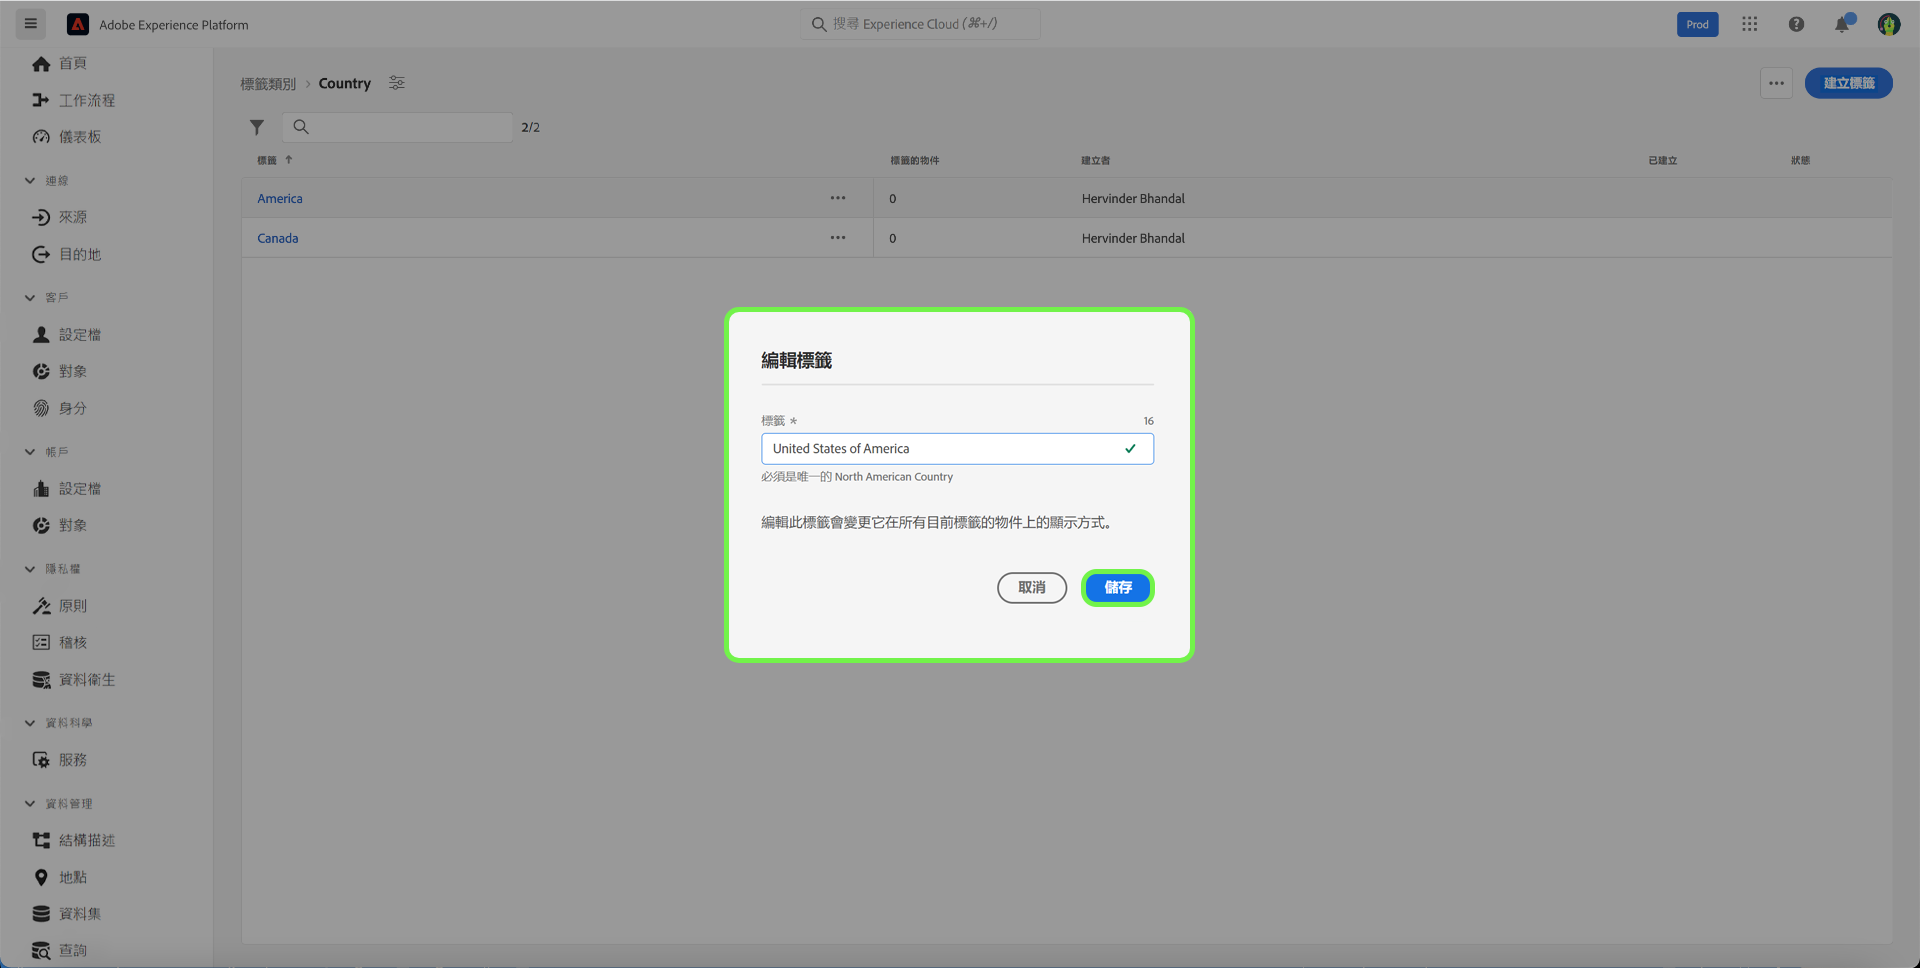 Adobe Experience Platform
搜尋 Experience Cloud (⌘+/)
Prod
首頁
工作流程
儀表板
連線
來源
目的地
客戶
設定檔
對象
身分
帳戶
設定檔
對象
隱私權
原則
稽核
資料衛生
資料科學
服務
資料管理
結構描述
地點
資料集
查詢
標籤類別 › Country
建立標籤
2/2
標籤 標籤的物件 建立者 已建立 狀態
America 0 Hervinder Bhandal
Canada 0 Hervinder Bhandal
編輯標籤
標籤 * 16
United States of America
必須是唯一的 North American Country
編輯此標籤會變更它在所有目前標籤的物件上的顯示方式。
取消 儲存